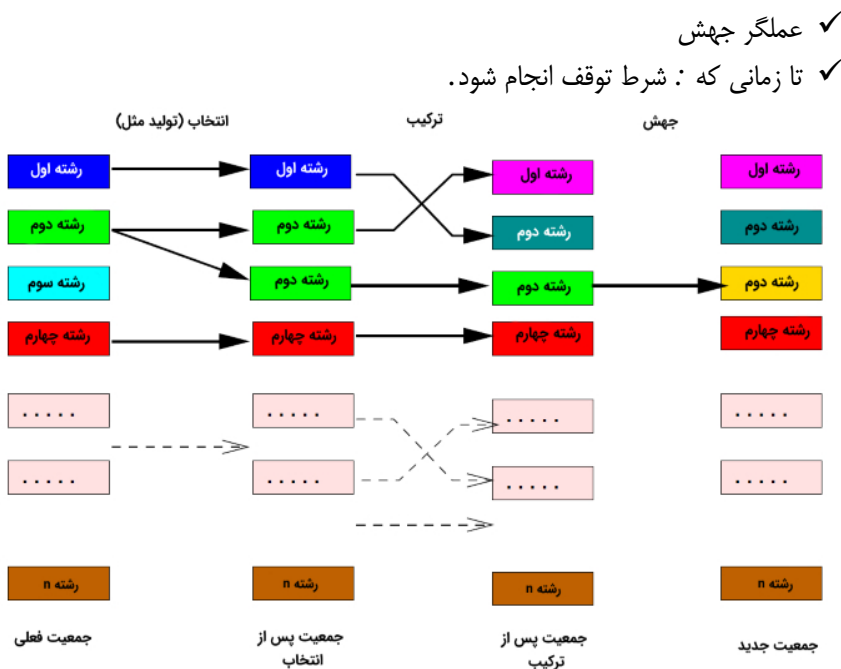 ✓ عملگر جهش
✓ تا زمانی که : شرط توقف انجام شود.
انتخاب (تولید مثل)
ترکیب
جهش
رشته اول
رشته اول
رشته اول
رشته اول
رشته دوم
رشته دوم
رشته دوم
رشته دوم
رشته سوم
رشته دوم
رشته دوم
رشته دوم
رشته چهارم
رشته چهارم
رشته چهارم
رشته چهارم
. . . . .
. . . . .
. . . . .
. . . . .
. . . . .
. . . . .
. . . . .
. . . . .
رشته n
رشته n
رشته n
رشته n
جمعیت فعلی
جمعیت پس از
انتخاب
جمعیت پس از
ترکیب
جمعیت جدید